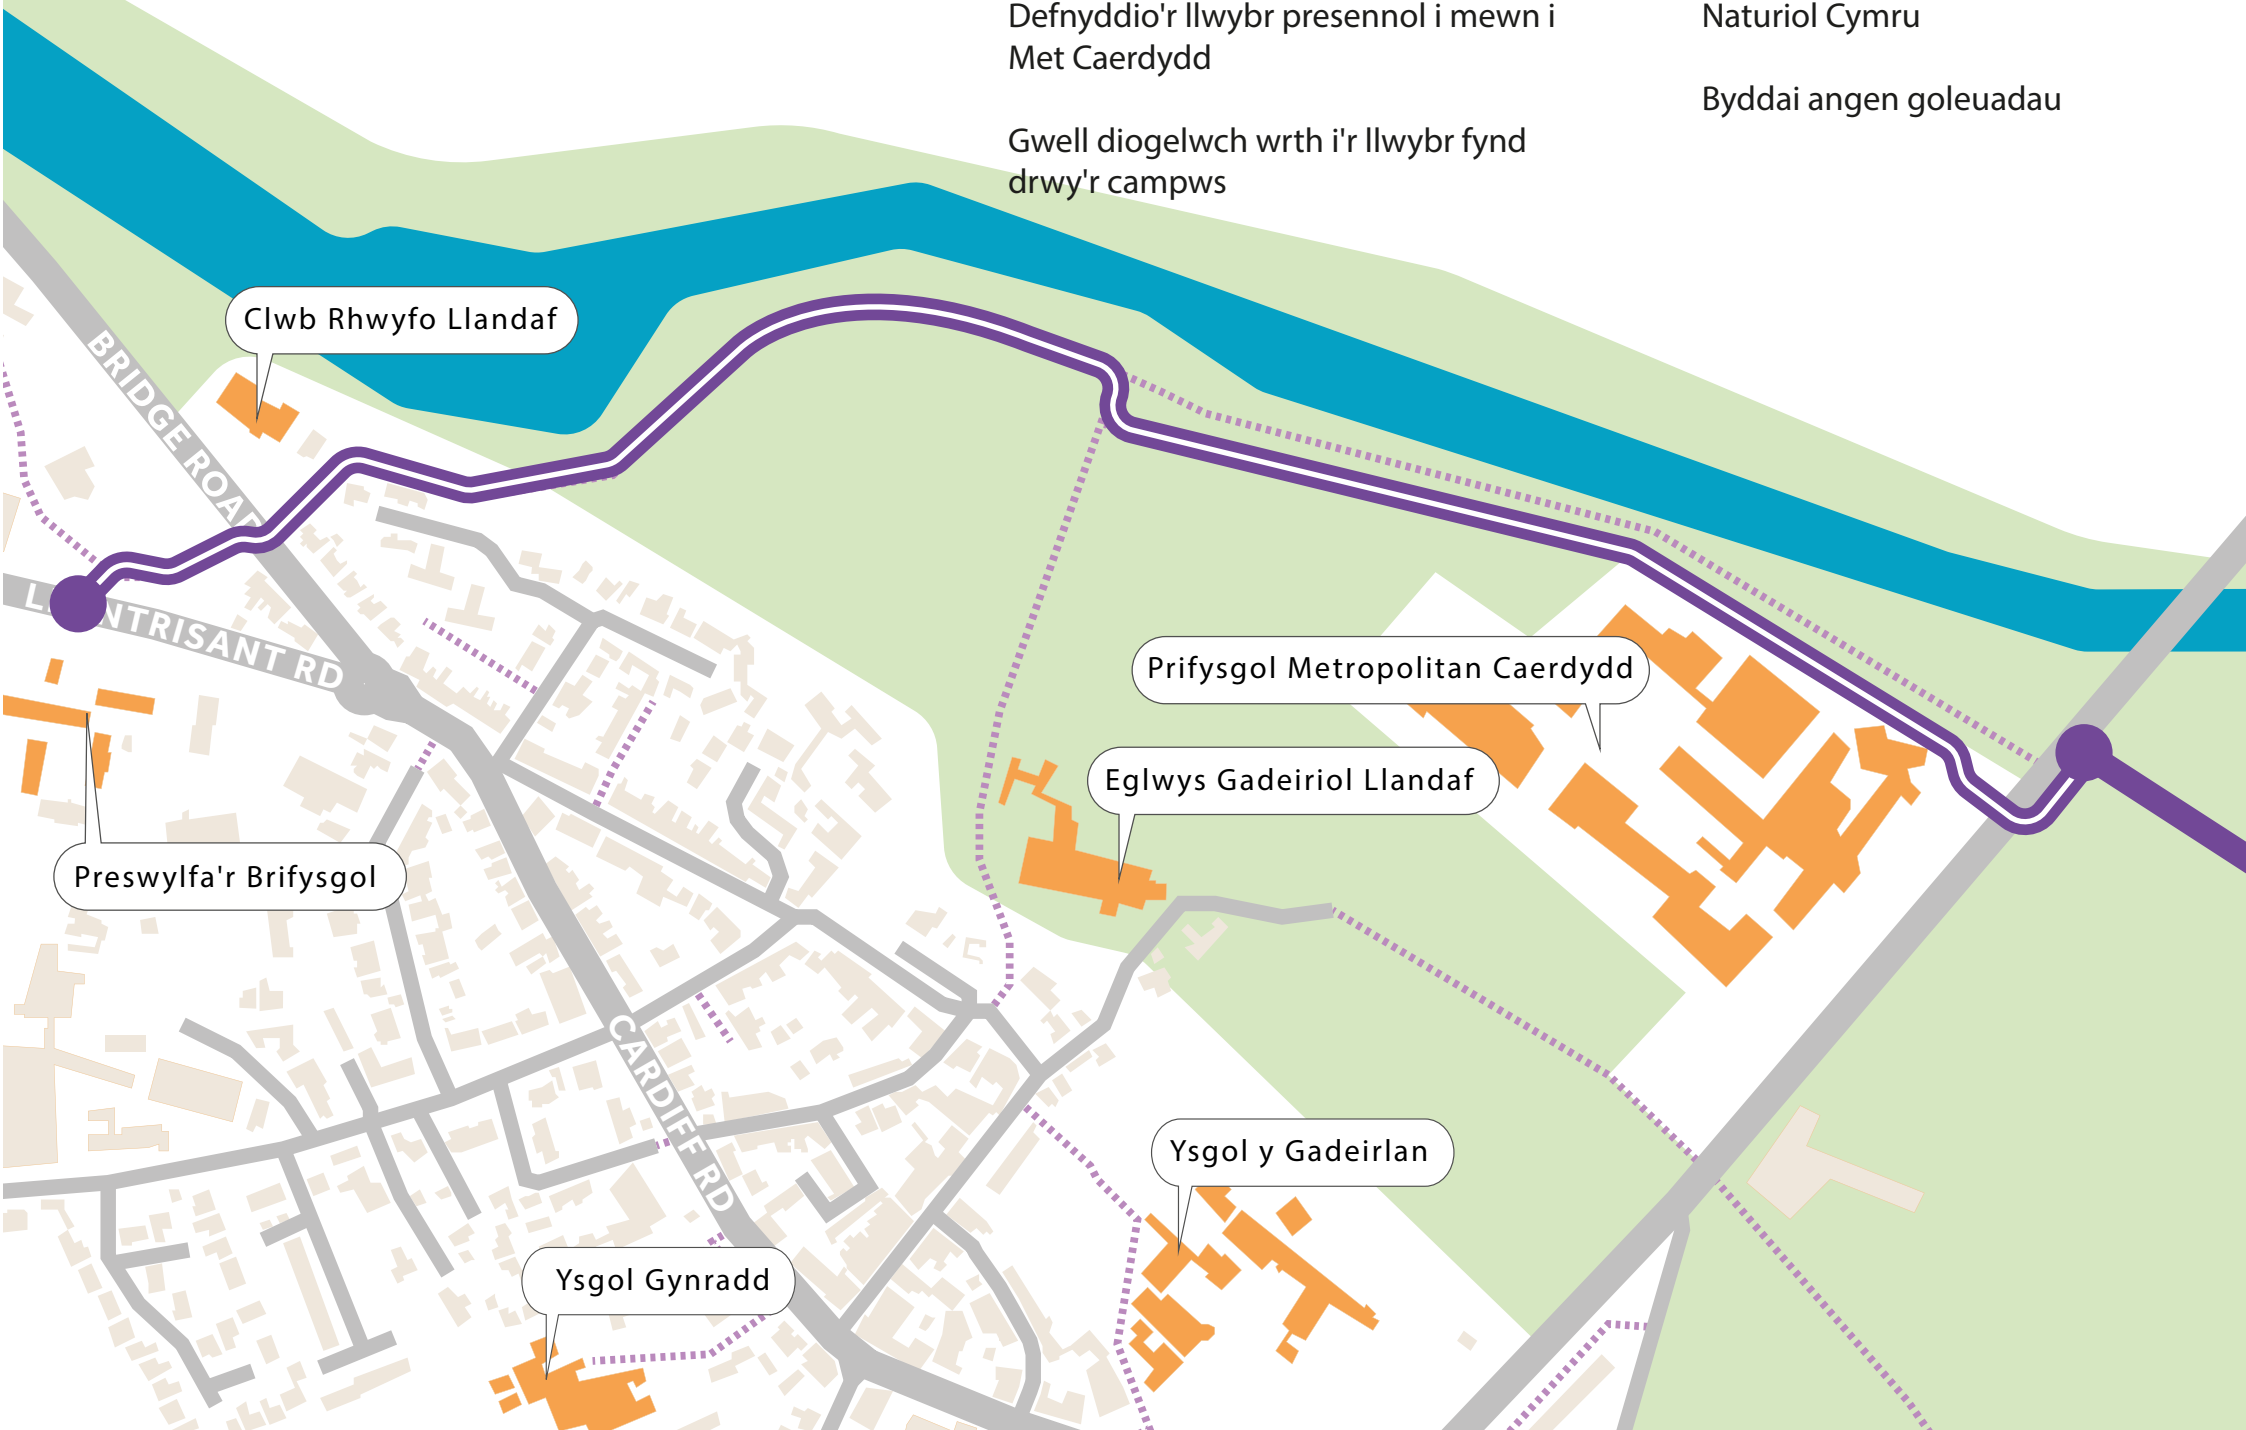 Defnyddio'r llwybr presennol i mewn i
Met Caerdydd
Gwell diogelwch wrth i'r llwybr fynd
drwy'r campws
Naturiol Cymru
Byddai angen goleuadau
Clwb Rhwyfo Llandaf
BRIDGE ROAD
LLANTRISANT RD
Prifysgol Metropolitan Caerdydd
Eglwys Gadeiriol Llandaf
Preswylfa'r Brifysgol
CARDIFF RD
Ysgol y Gadeirlan
Ysgol Gynradd